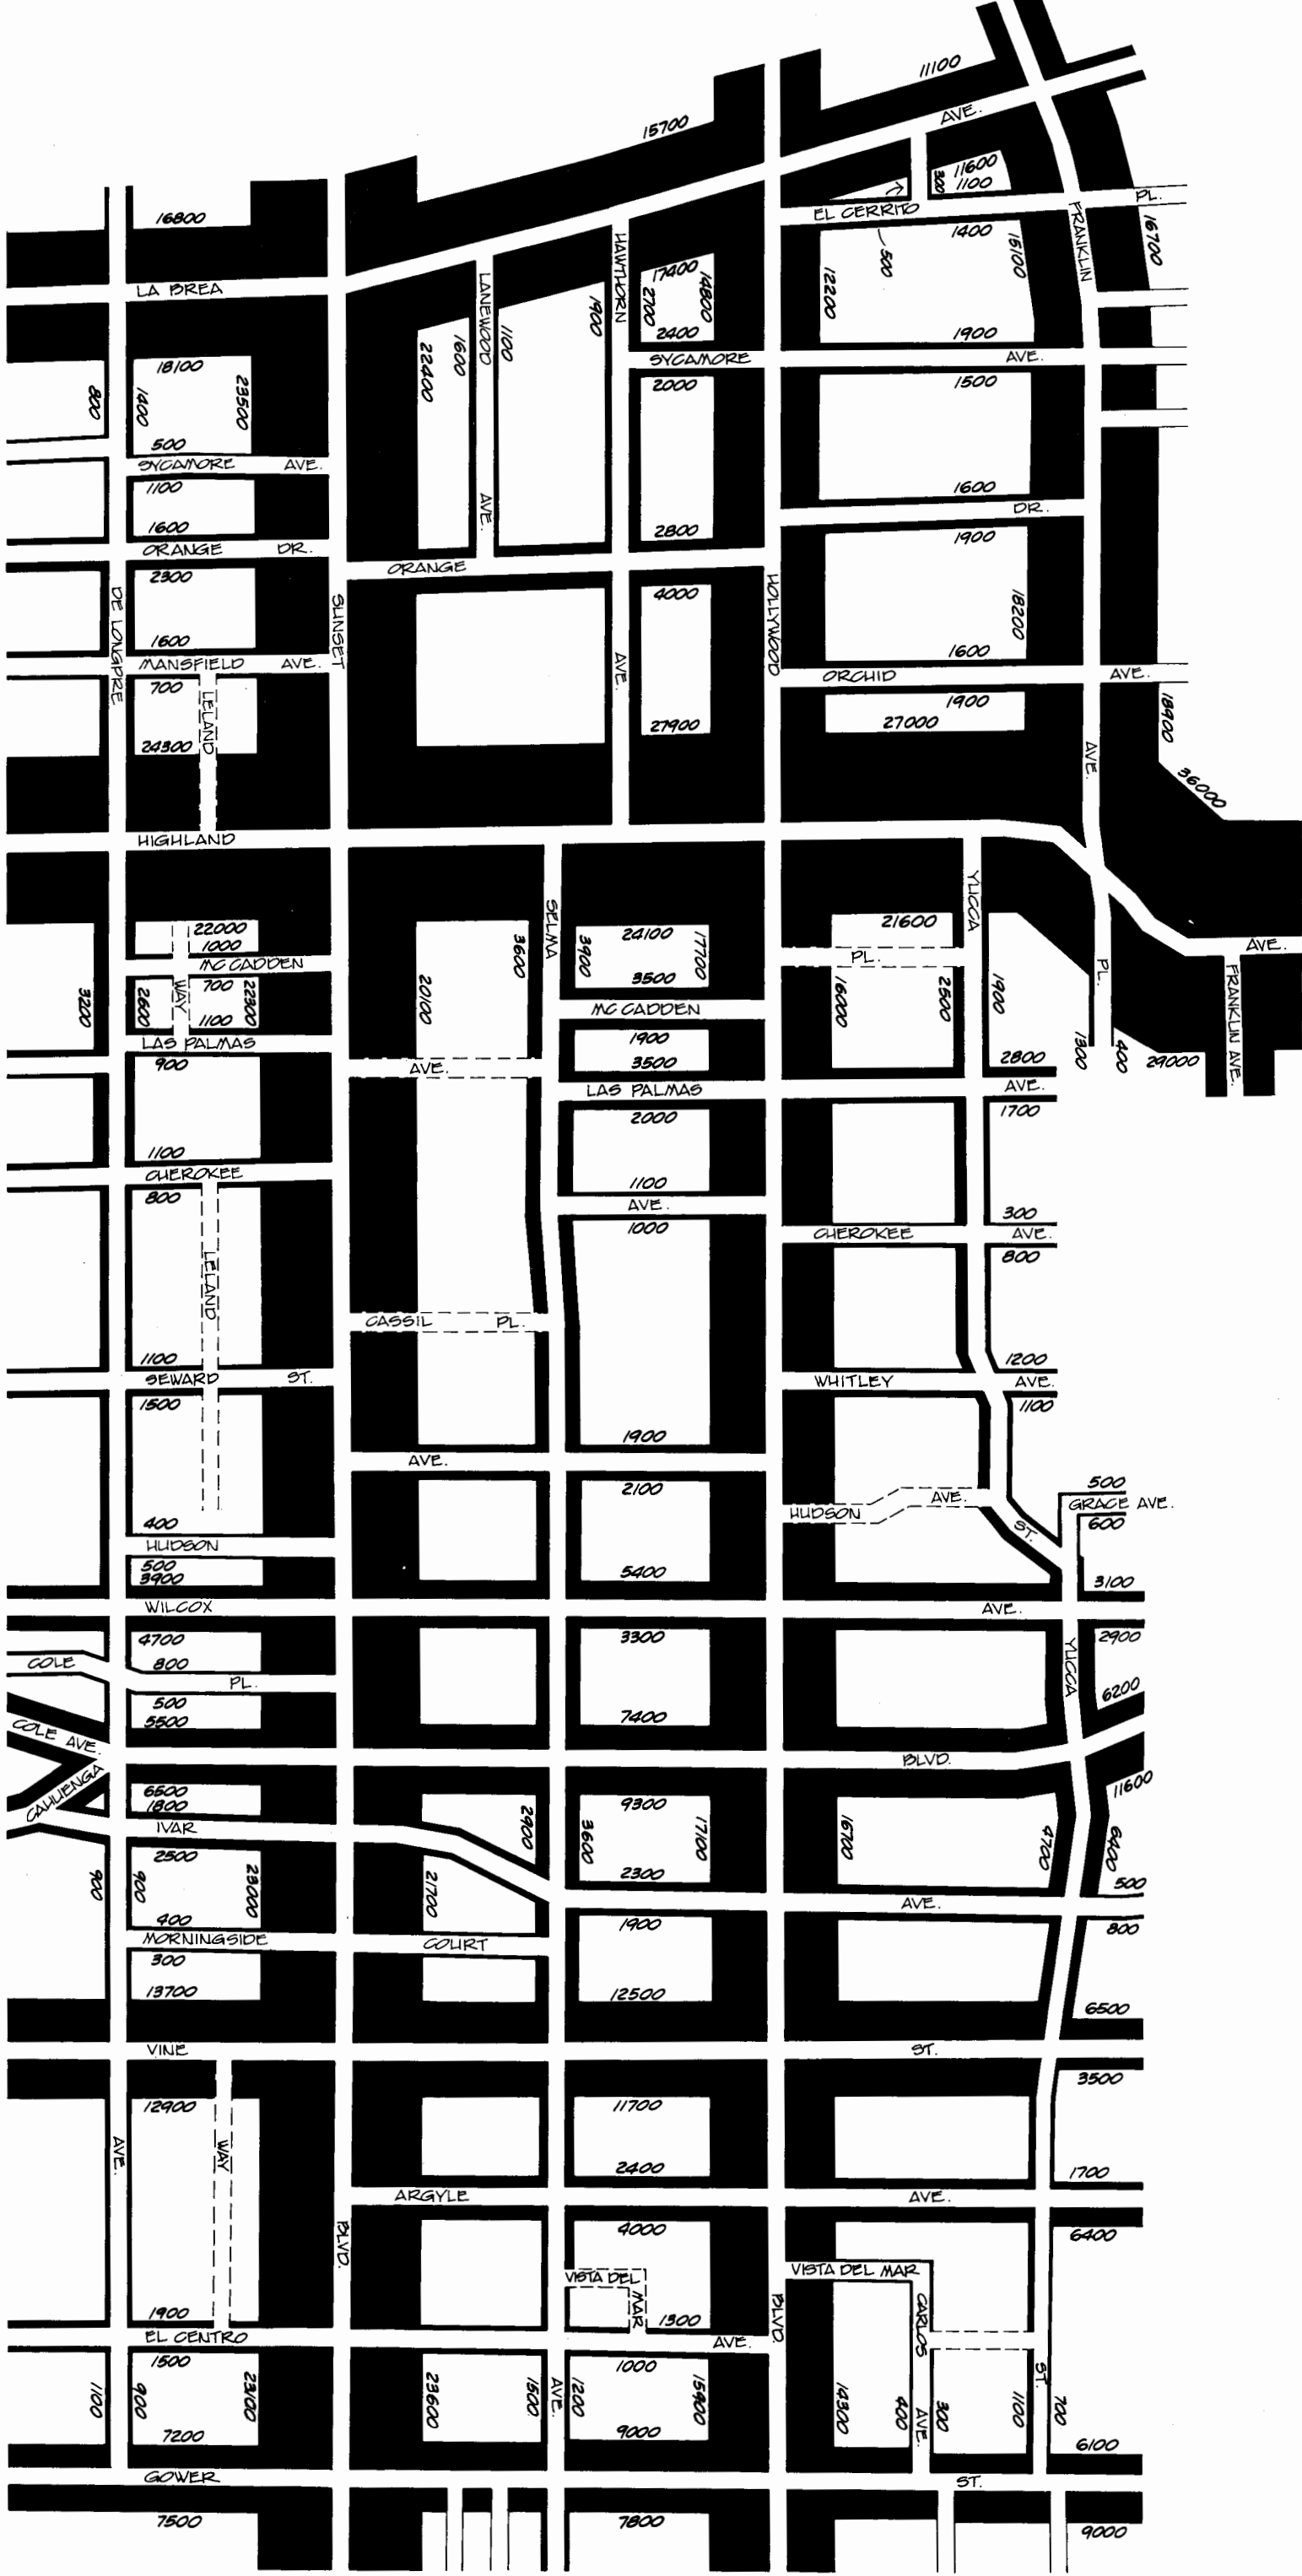 11100
15700
AVE.
11600
300
1100
16800
EL CERRITO
PL.
FRANKLIN
16700
1400
500
15100
HAWTHORN
17400
14800
2700
12200
LA BREA
LANEWOOD
1900
1100
1600
22400
2400
1900
SYCAMORE
AVE.
18100
800
1400
23500
2000
1500
500
SYCAMORE AVE.
1100
AVE.
1600
1600
DR.
2800
1900
ORANGE DR.
ORANGE
2300
DE LONGPRE
SUNSET
HOLLYWOOD
4000
18200
1600
AVE.
1600
MANSFIELD AVE.
ORCHID
AVE.
700
LELAND
1900
18900
27900
27000
24300
AVE.
36000
HIGHLAND
SELMA
YUCCA
22000
1000
24100
17700
21600
3600
3900
AVE.
MC CADDEN
PL.
PL.
FRANKLIN AVE.
3200
2600
WAY
700
22300
20100
3500
16000
2500
1900
1100
MC CADDEN
LAS PALMAS
1900
1300
400
900
3500
2800
29000
AVE.
LAS PALMAS
AVE.
2000
1700
1100
1100
CHEROKEE
800
AVE.
300
1000
CHEROKEE
AVE.
LELAND
800
CASSIL PL.
1100
1200
SEWARD ST.
WHITLEY
AVE.
1500
1100
1900
AVE.
2100
500
AVE.
GRACE AVE.
HUDSON
600
400
ST.
HUDSON
500
5400
3900
3100
WILCOX
AVE.
4700
3300
2900
COLE
800
YUCCA
PL.
6200
500
5500
7400
COLE AVE.
BLVD.
CAHUENGA
6500
1800
9300
11600
IVAR
2900
3600
17100
16700
4700
6400
2500
2300
900
900
23000
21700
500
400
AVE.
1900
800
MORNINGSIDE
COURT
300
13700
12500
6500
VINE
ST.
3500
12900
11700
AVE.
WAY
2400
1700
ARGYLE
AVE.
BLVD.
4000
6400
VISTA DEL
MAR
VISTA DEL MAR
1900
1300
CARLOS
BLVD.
EL CENTRO
AVE.
1500
1000
ST.
1100
900
23100
23600
1500
AVE.
1200
15900
14300
400
AVE.
300
1100
700
7200
9000
6100
GOWER
ST.
7500
7800
9000